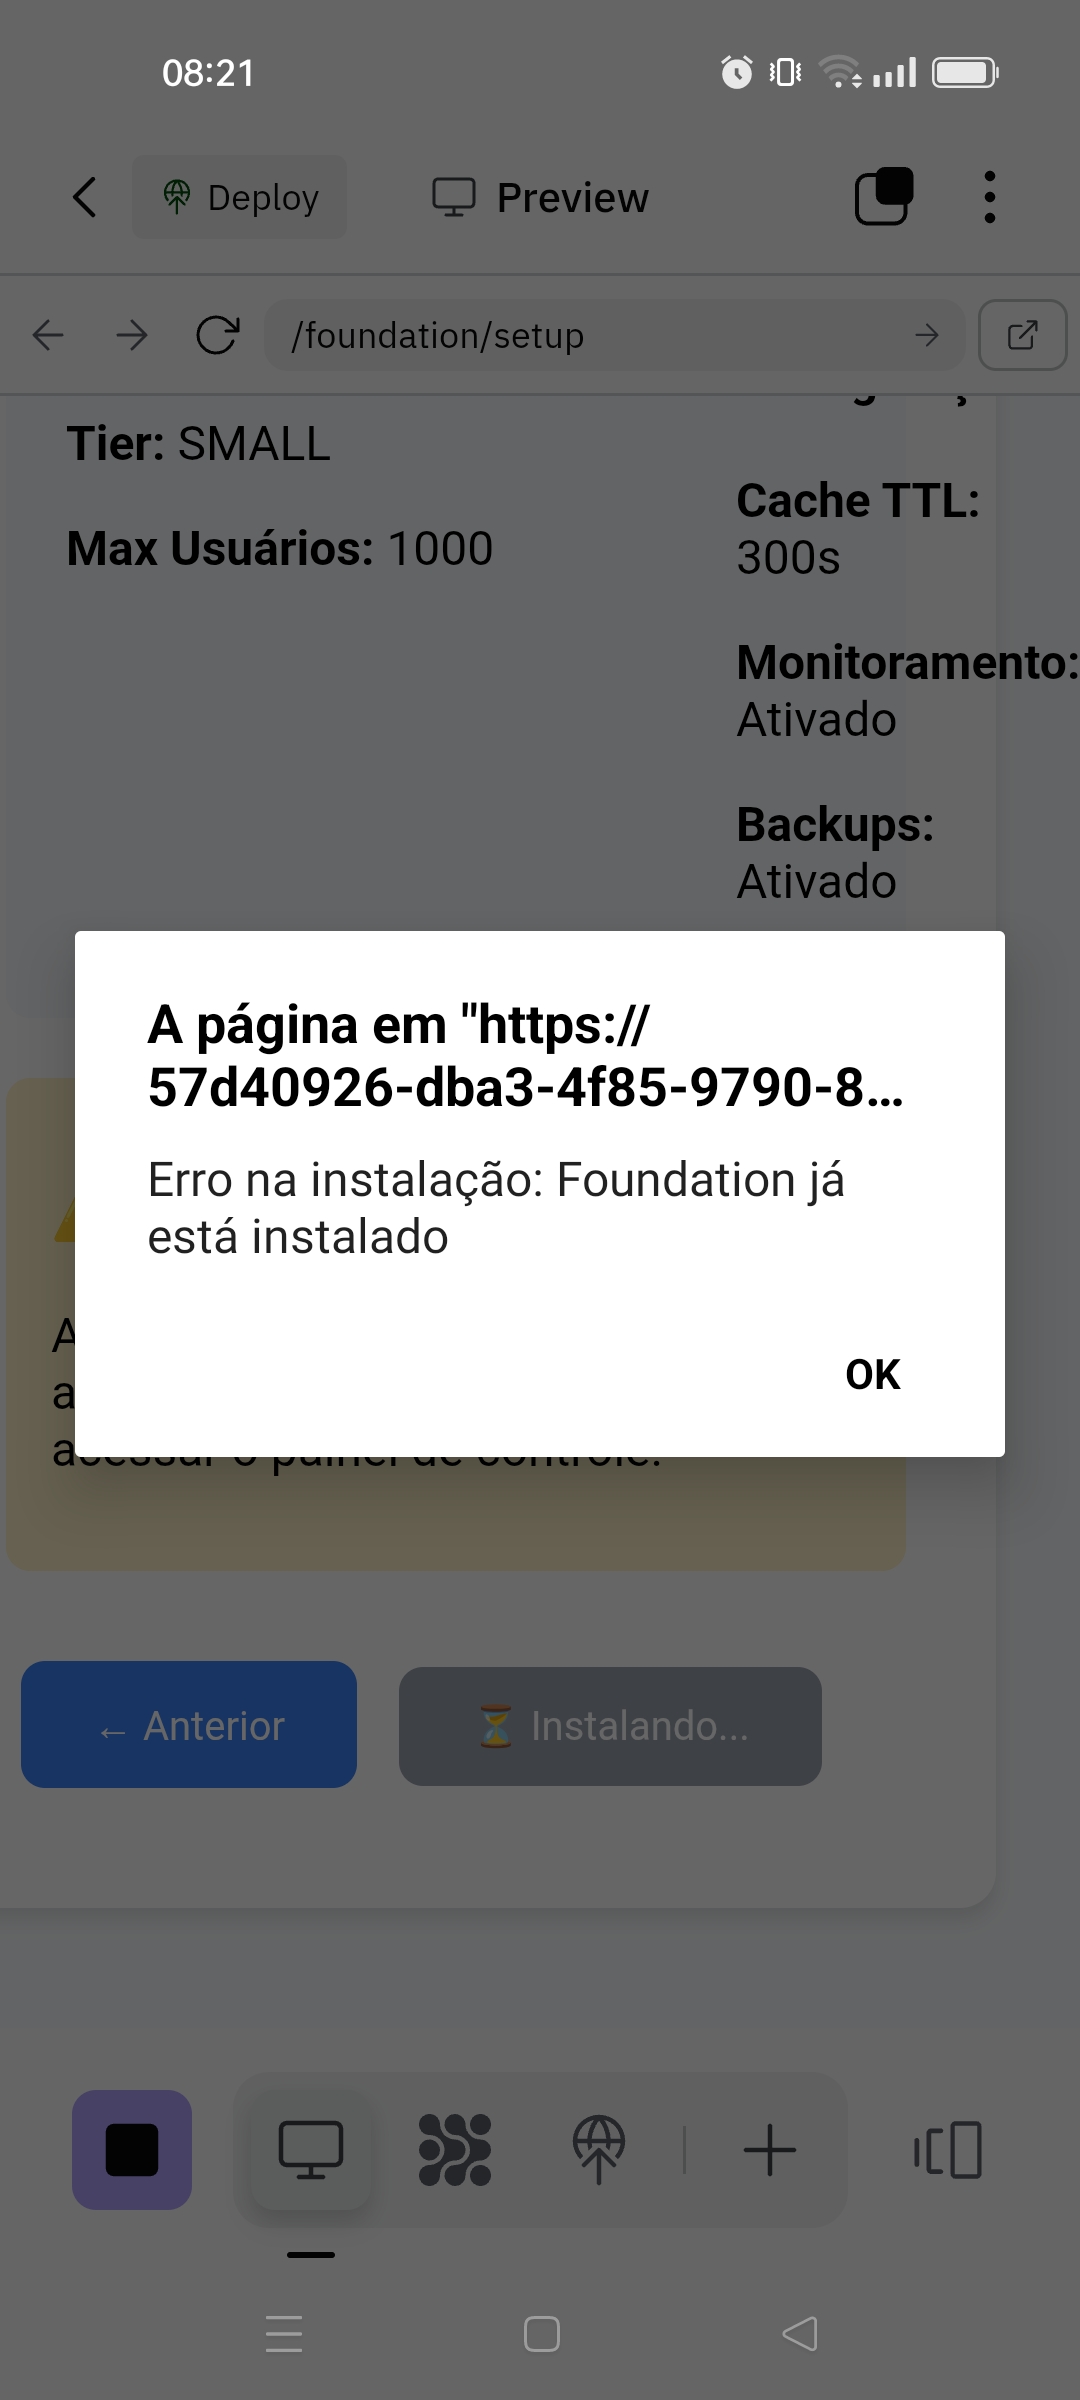 08:21
Deploy
Preview
/foundation/setup
Tier: SMALL
Max Usuários: 1000
Cache TTL:
300s
Monitoramento:
Ativado
Backups:
Ativado
A página em "https://
57d40926-dba3-4f85-9790-8...
Erro na instalação: Foundation já
está instalado
OK
acessar o painel de controle.
← Anterior
⏳ Instalando...